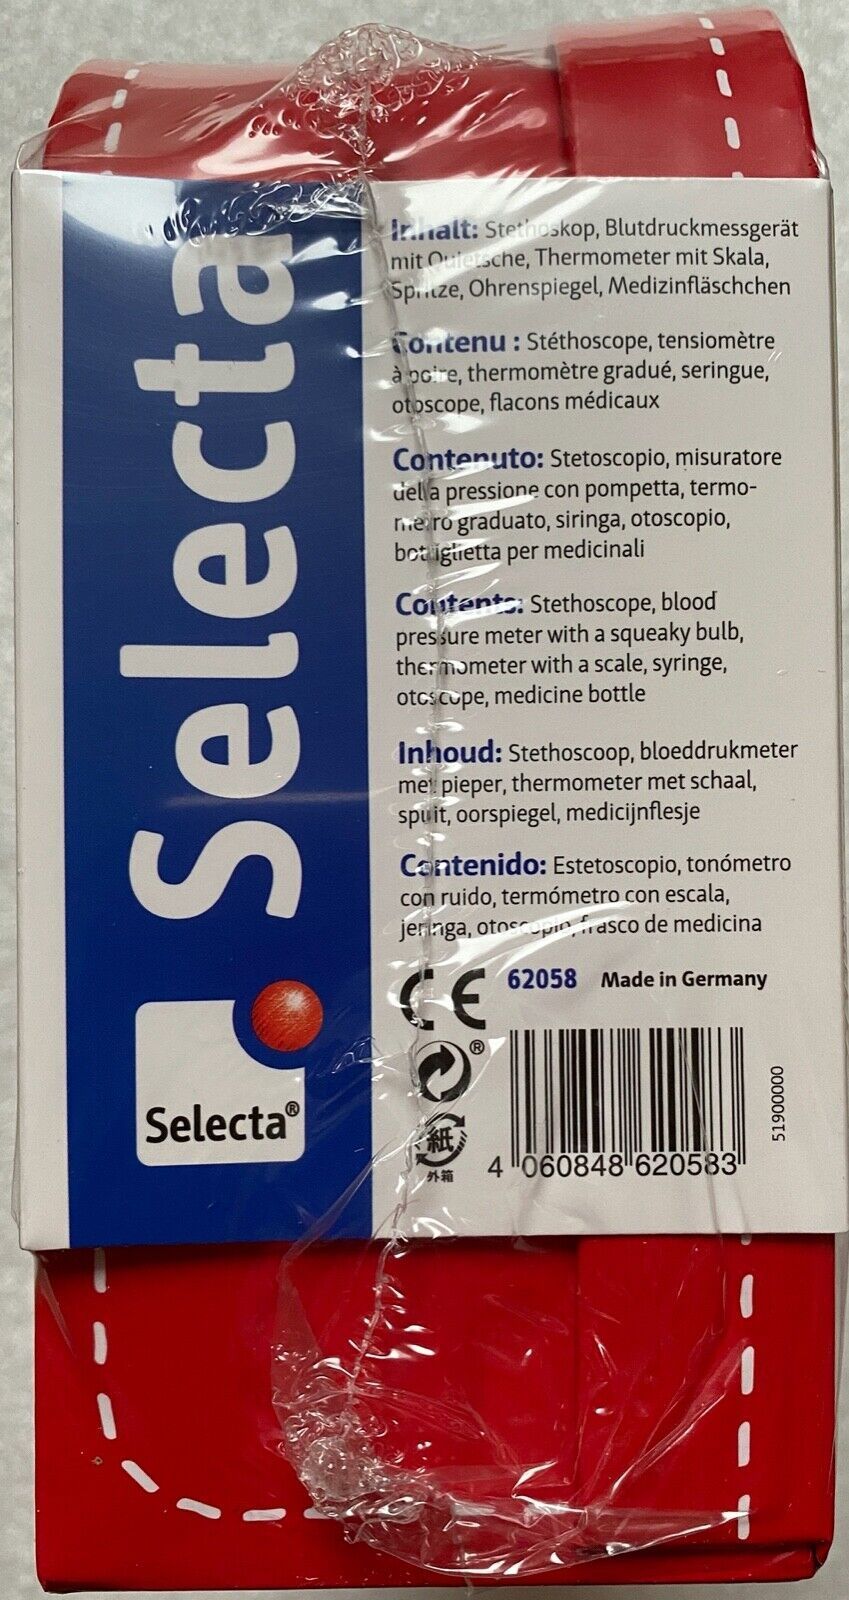 Selecta
Inhalt: Stethoskop, Blutdruckmessgerät
mit Quietsche, Thermometer mit Skala,
Spritze, Ohrenspiegel, Medizinfläschchen
Contenu : Stéthoscope, tensiomètre
à poire, thermomètre gradué, seringue,
otoscope, flacons médicaux
Contenuto: Stetoscopio, misuratore
della pressione con pompetta, termo-
metro graduato, siringa, otoscopio,
bottiglietta per medicinali
Contents: Stethoscope, blood
pressure meter with a squeaky bulb,
thermometer with a scale, syringe,
otoscope, medicine bottle
Inhoud: Stethoscoop, bloeddrukmeter
met pieper, thermometer met schaal,
spuit, oorspiegel, medicijnflesje
Contenido: Estetoscopio, tonómetro
con ruido, termómetro con escala,
jeringa, otoscopio, frasco de medicina
CE 62058 Made in Germany
®
紙
外箱
4 060848 620583
51900000
Selecta®